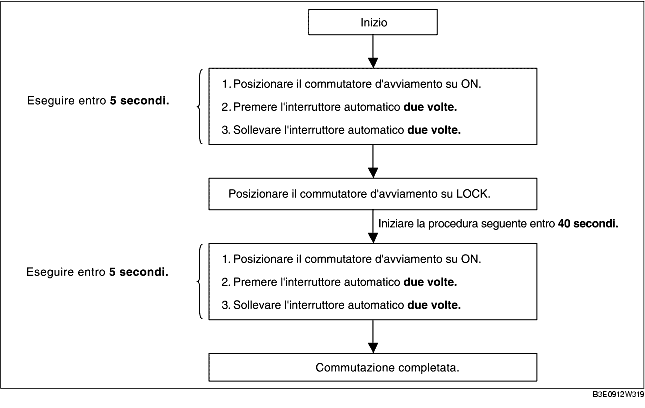 Inizio
Eseguire entro 5 secondi.
1. Posizionare il commutatore d'avviamento su ON.
2. Premere l'interruttore automatico due volte.
3. Sollevare l'interruttore automatico due volte.
Posizionare il commutatore d'avviamento su LOCK.
Iniziare la procedura seguente entro 40 secondi.
Eseguire entro 5 secondi.
1. Posizionare il commutatore d'avviamento su ON.
2. Premere l'interruttore automatico due volte.
3. Sollevare l'interruttore automatico due volte.
Commutazione completata.
B3E0912W319